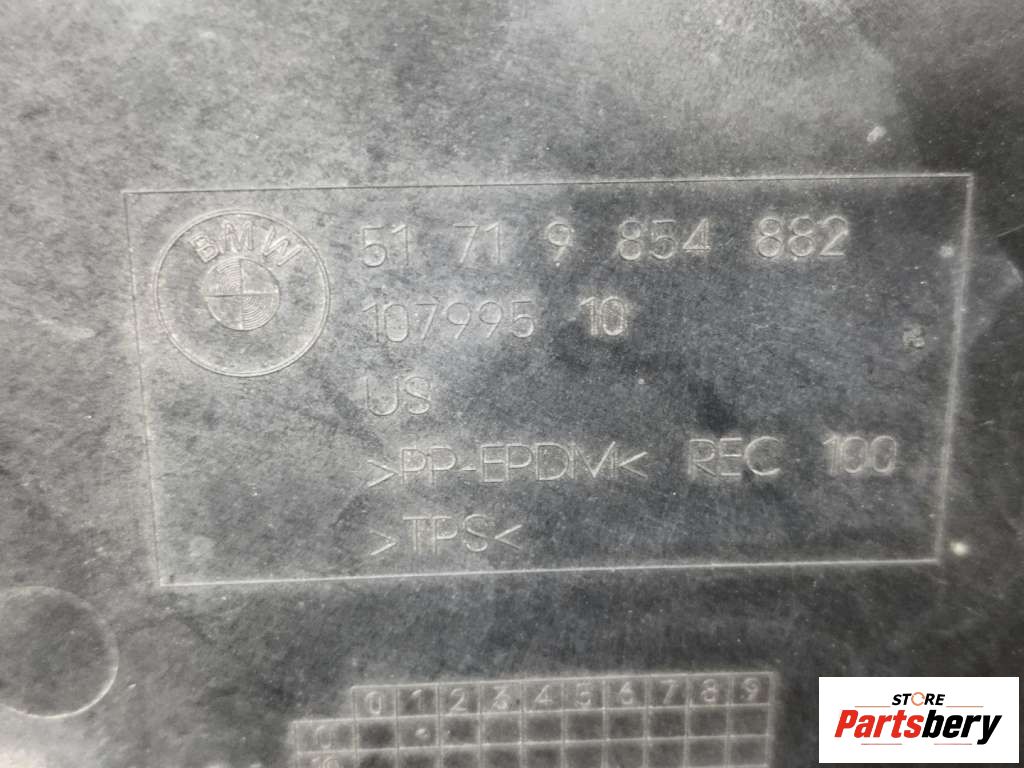 BMW
51 71 9 854 882
107995 10
US
>PP-EPDM< REC 100
>TPS<
0 1 2 3 4 5 6 7 8 9
10
STORE
Partsbery